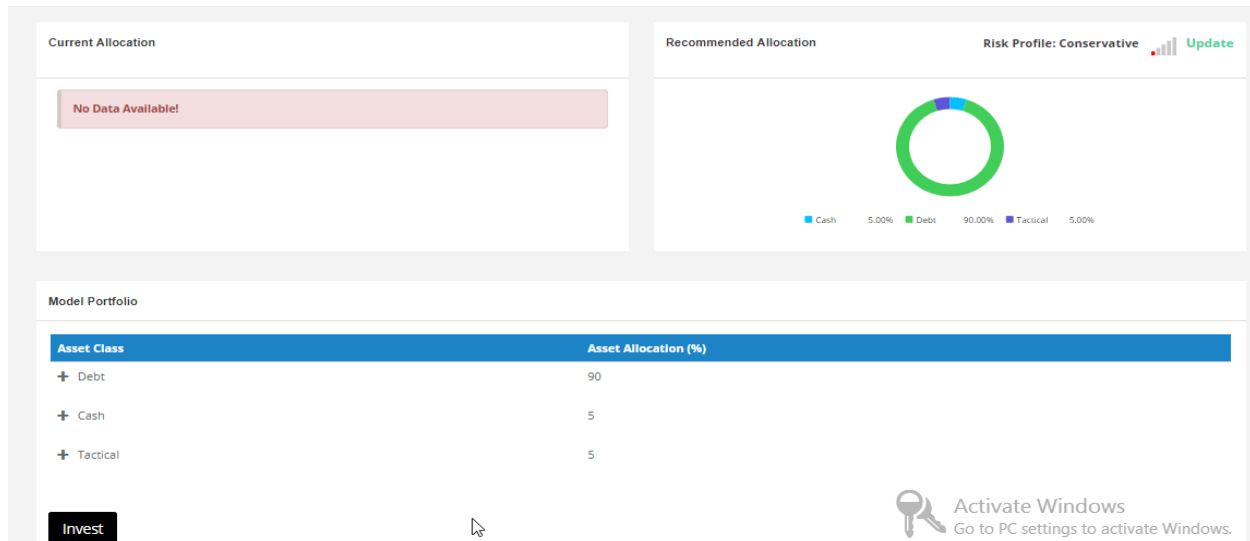 Current Allocation
No Data Available!
Recommended Allocation
Risk Profile: Conservative Update
Cash 5.00% Debt 90.00% Tactical 5.00%
Model Portfolio
Asset Class Asset Allocation (%)
Debt 90
Cash 5
Tactical 5
Invest
Activate Windows
Go to PC settings to activate Windows.